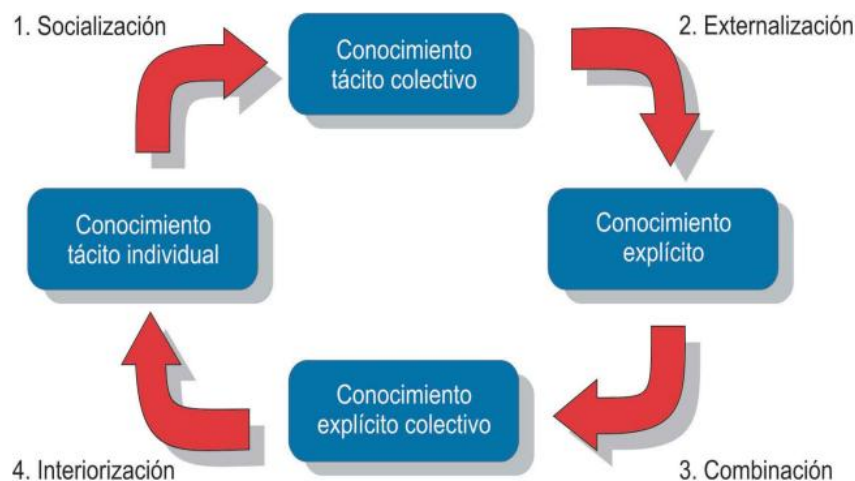 1. Socialización
Conocimiento
tácito colectivo
2. Externalización
Conocimiento
tácito individual
Conocimiento
explícito
Conocimiento
explícito colectivo
4. Interiorización
3. Combinación